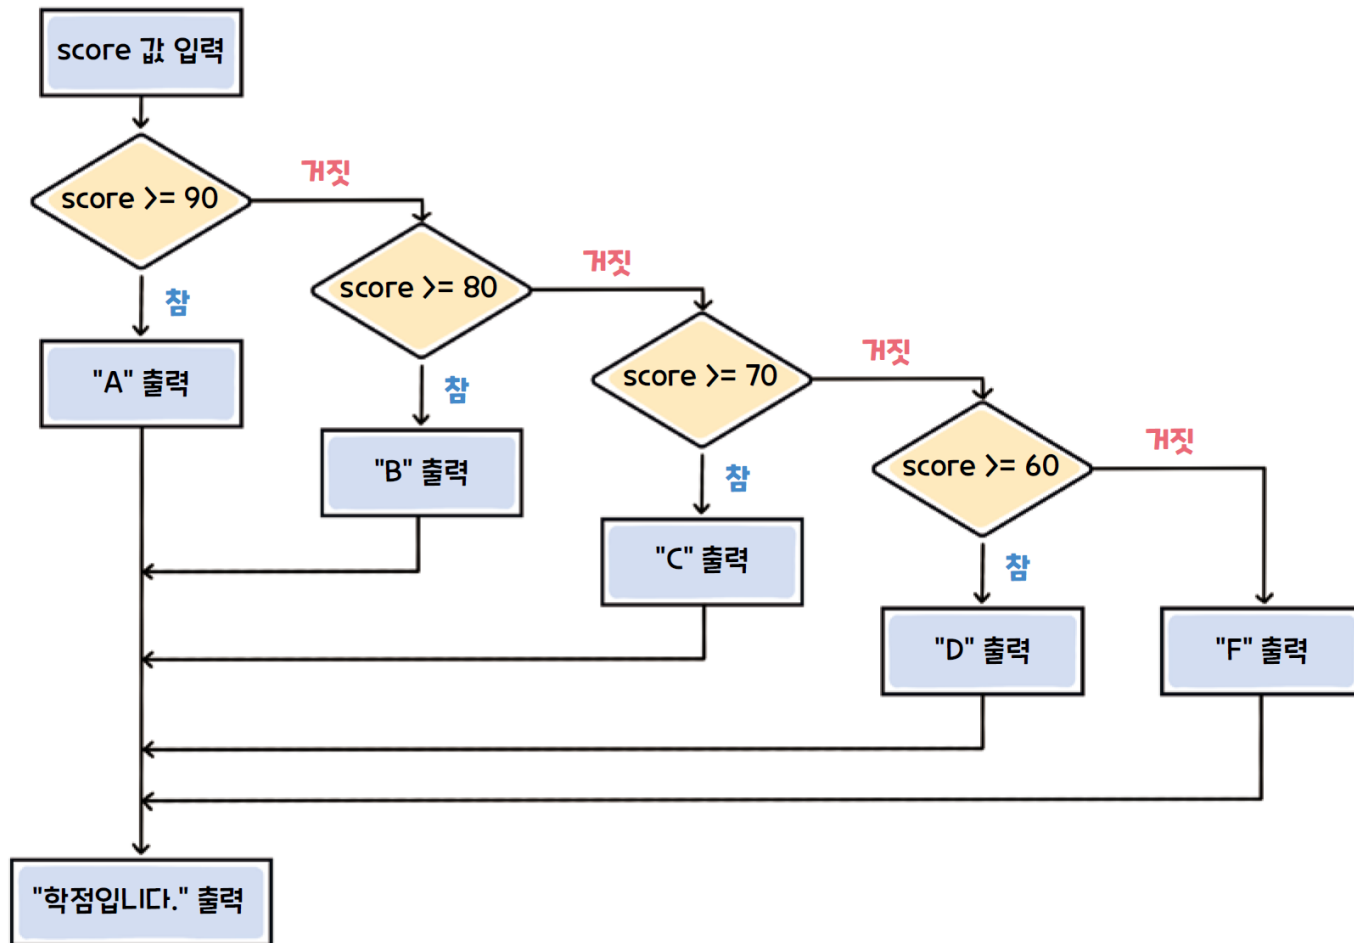 score 값 입력
score >= 90
거짓
참
"A" 출력
score >= 80
거짓
참
"B" 출력
score >= 70
거짓
참
"C" 출력
score >= 60
거짓
참
"D" 출력
"F" 출력
"학점입니다." 출력